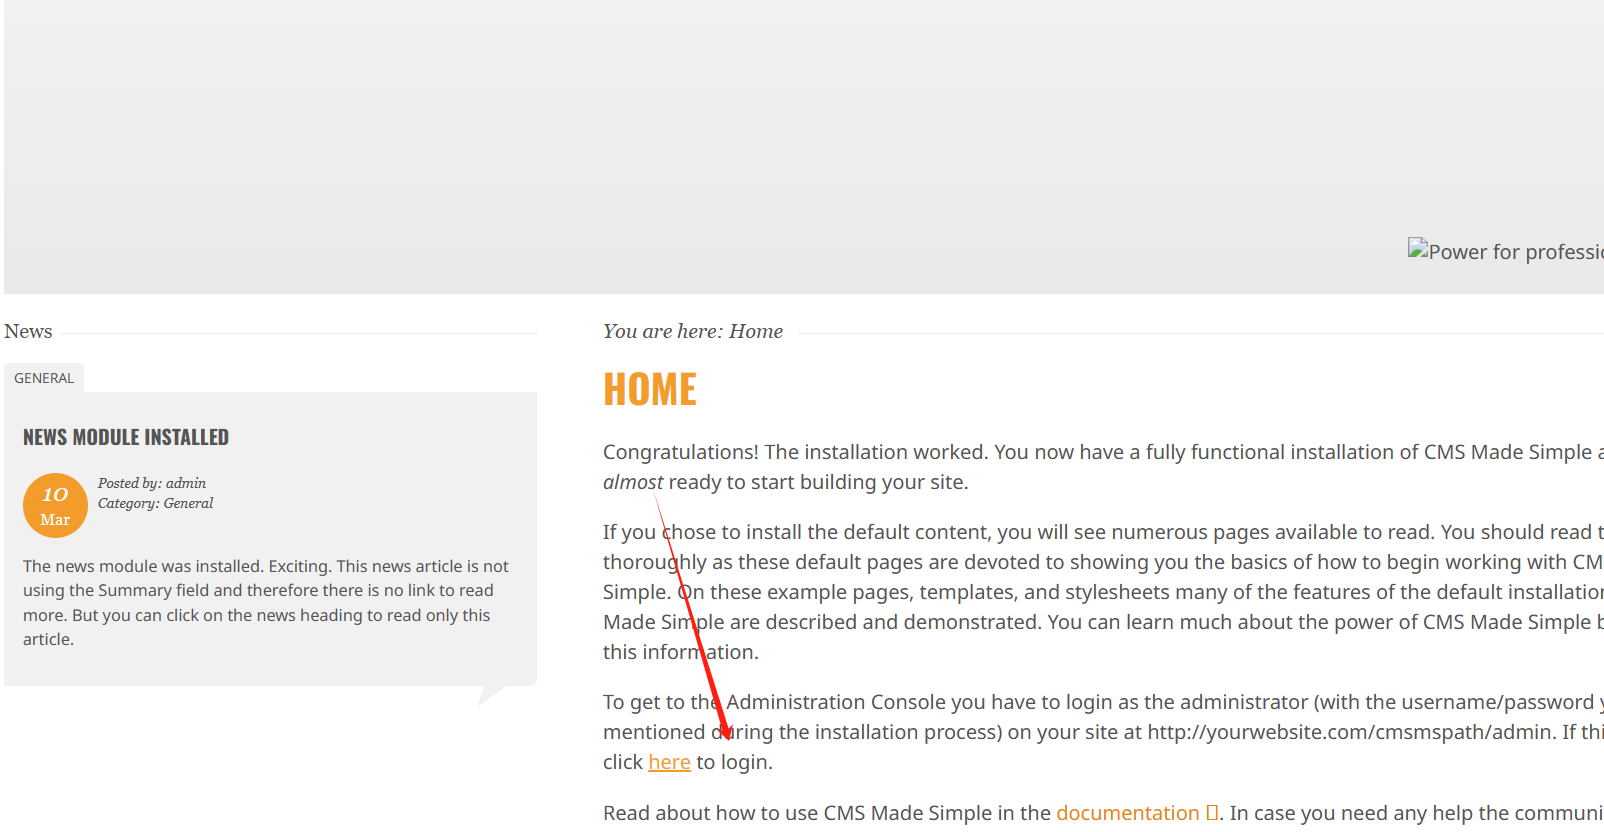 Power for professi
News
You are here: Home
GENERAL
HOME
NEWS MODULE INSTALLED
10
Mar
Posted by: admin
Category: General
The news module was installed. Exciting. This news article is not
using the Summary field and therefore there is no link to read
more. But you can click on the news heading to read only this
article.
Congratulations! The installation worked. You now have a fully functional installation of CMS Made Simple a
almost ready to start building your site.
If you chose to install the default content, you will see numerous pages available to read. You should read t
thoroughly as these default pages are devoted to showing you the basics of how to begin working with CM
Simple. On these example pages, templates, and stylesheets many of the features of the default installation
Made Simple are described and demonstrated. You can learn much about the power of CMS Made Simple b
this information.
To get to the Administration Console you have to login as the administrator (with the username/password y
mentioned during the installation process) on your site at http://yourwebsite.com/cmsmspath/admin. If thi
click here to login.
Read about how to use CMS Made Simple in the documentation . In case you need any help the communi